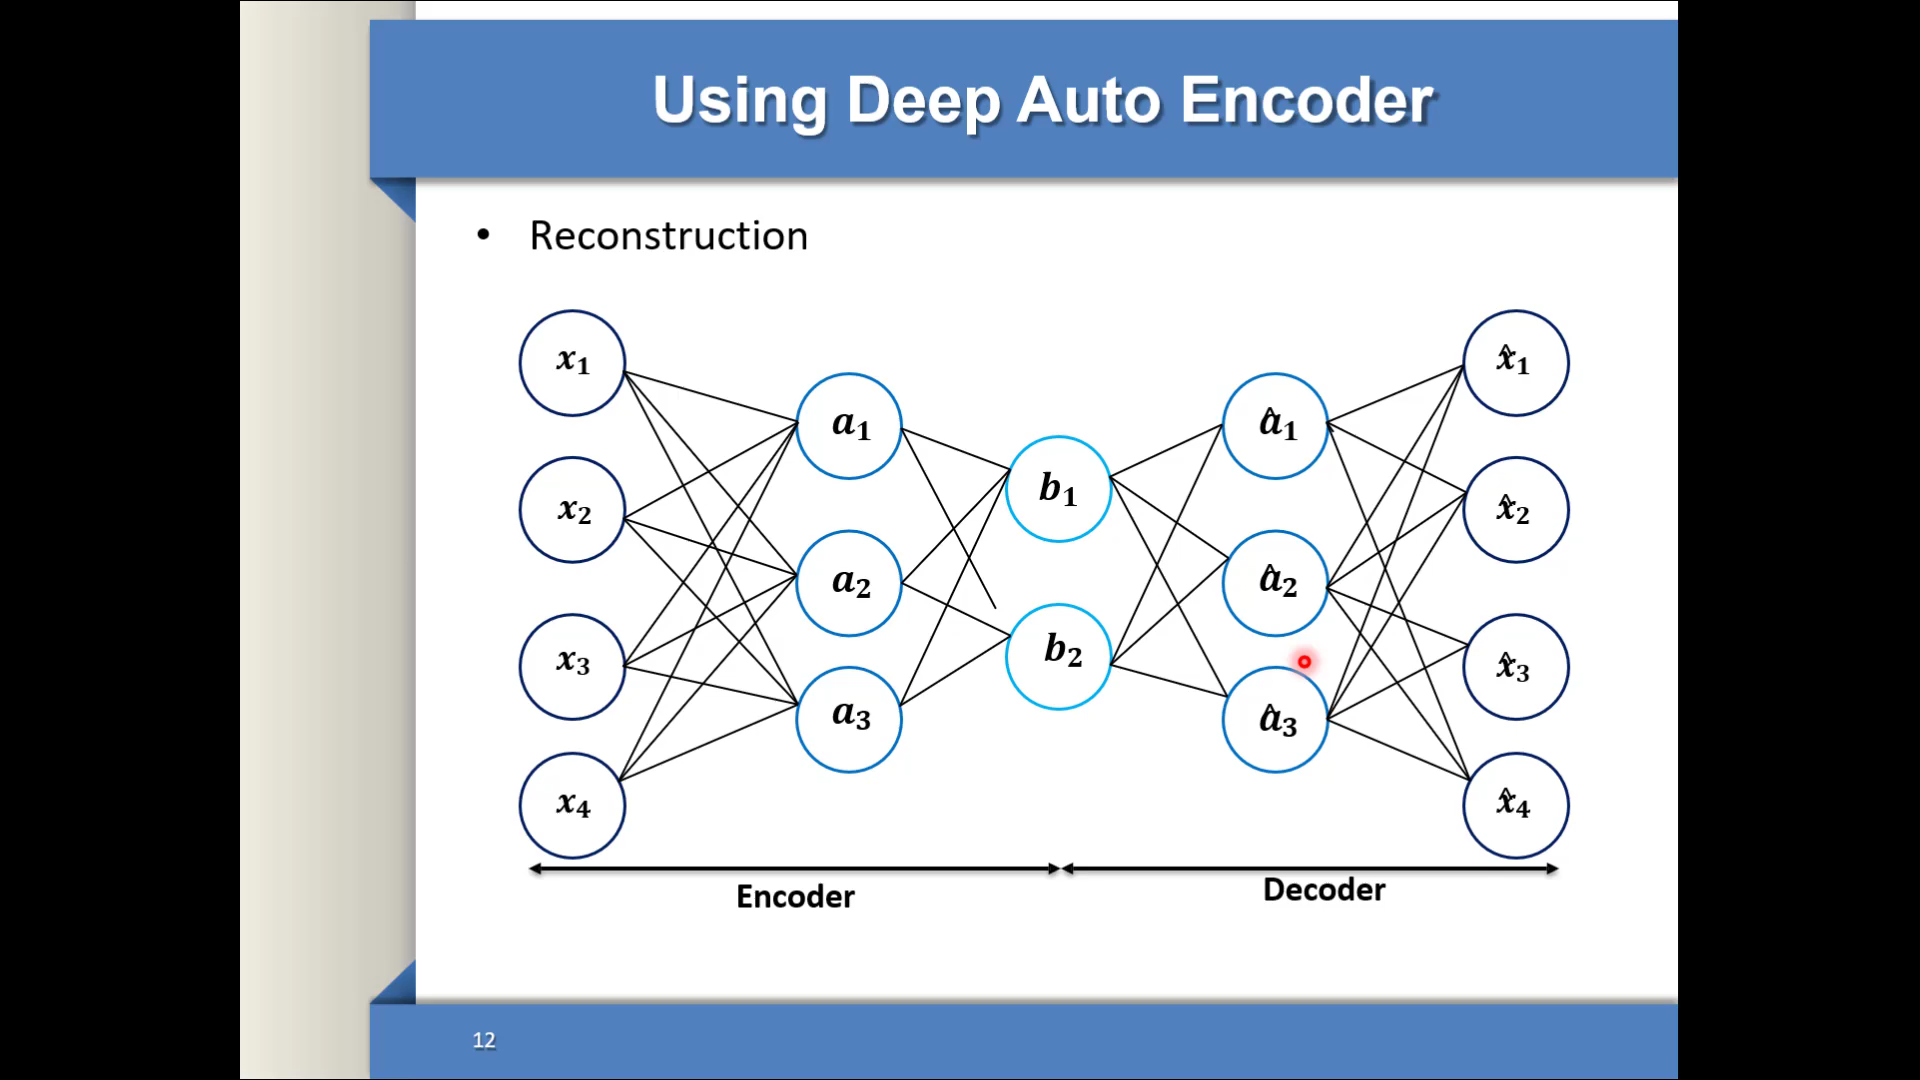 Using Deep Auto Encoder
• Reconstruction
x₁
x₂
x₃
x₄
a₁
a₂
a₃
b₁
b₂
â₁
â₂
â₃
x̂₁
x̂₂
x̂₃
x̂₄
Encoder
Decoder
12